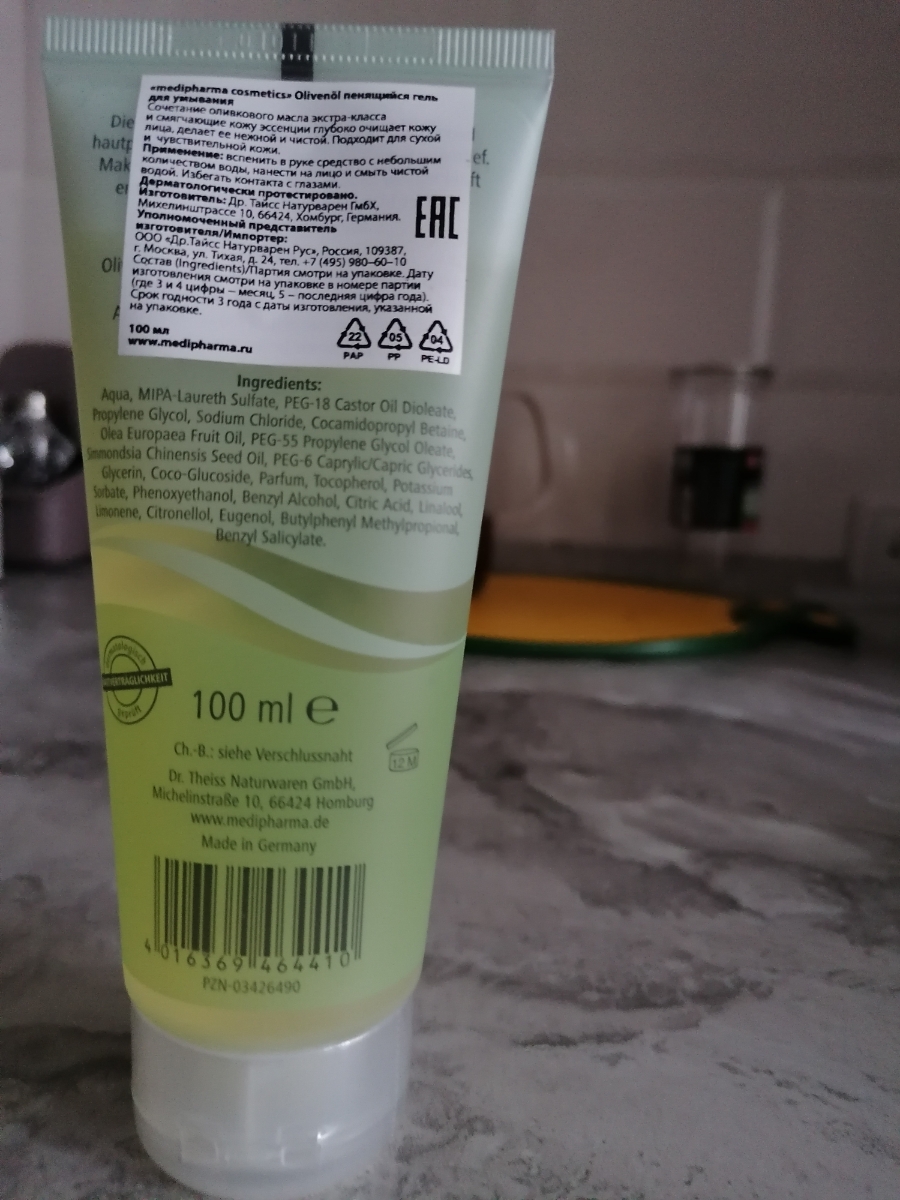 «medipharma cosmetics» Olivenöl пенящийся гель
для умывания
Сочетание оливкового масла экстра-класса
и смягчающие кожу эссенции глубоко очищает кожу
лица, делает ее нежной и чистой. Подходит для сухой
и чувствительной кожи.
Применение: вспенить в руке средство с небольшим
количеством воды, нанести на лицо и смыть чистой
водой. Избегать контакта с глазами.
Дерматологически протестировано.
Изготовитель: Др. Тайсс Натурварен ГмбХ,
Михелинштрассе 10, 66424, Хомбург, Германия.
Уполномоченный представитель
изготовителя/Импортер:
ООО «Др.Тайсс Натурварен Рус», Россия, 109387,
г. Москва, ул. Тихая, д. 24, тел. +7 (495) 980–60–10
Состав (Ingredients)/Партия смотри на упаковке. Дату
изготовления смотри на упаковке в номере партии
(где 3 и 4 цифры – месяц, 5 – последняя цифра года).
Срок годности 3 года с даты изготовления, указанной
на упаковке.
EAC
100 мл
www.medipharma.ru
22 05 04
PAP PP PE-LD
Die
hautp
Mak
ef.
ft
Oli
Ingredients:
Aqua, MIPA-Laureth Sulfate, PEG-18 Castor Oil Dioleate,
Propylene Glycol, Sodium Chloride, Cocamidopropyl Betaine,
Olea Europaea Fruit Oil, PEG-55 Propylene Glycol Oleate,
Simmondsia Chinensis Seed Oil, PEG-6 Caprylic/Capric Glycerides,
Glycerin, Coco-Glucoside, Parfum, Tocopherol, Potassium
Sorbate, Phenoxyethanol, Benzyl Alcohol, Citric Acid, Linalool,
Limonene, Citronellol, Eugenol, Butylphenyl Methylpropional,
Benzyl Salicylate.
geprüft
100 ml ℮
12 M
Ch.-B.: siehe Verschlussnaht
Dr. Theiss Naturwaren GmbH,
Michelinstraße 10, 66424 Homburg
www.medipharma.de
Made in Germany
4 016369 464410
PZN-03426490